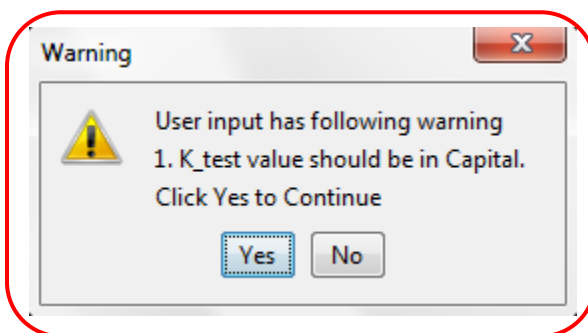 Warning
User input has following warning
1. K_test value should be in Capital.
Click Yes to Continue
Yes No